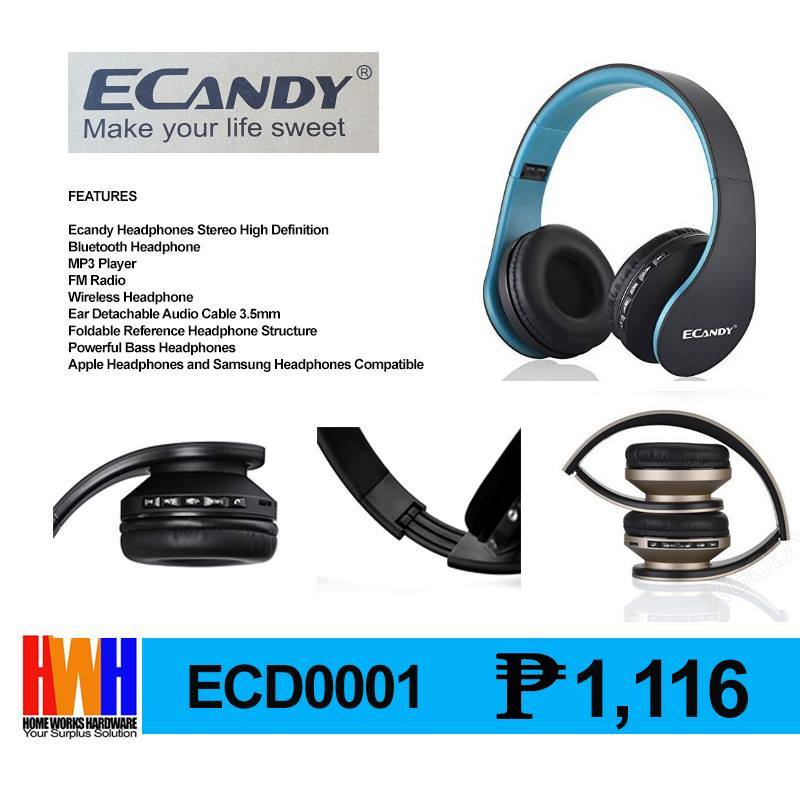 ECANDY®
Make your life sweet
FEATURES
Ecandy Headphones Stereo High Definition
Bluetooth Headphone
MP3 Player
FM Radio
Wireless Headphone
Ear Detachable Audio Cable 3.5mm
Foldable Reference Headphone Structure
Powerful Bass Headphones
Apple Headphones and Samsung Headphones Compatible
ECANDY
HWH
HOME WORKS HARDWARE
Your Surplus Solution
ECD0001 ₱1,116